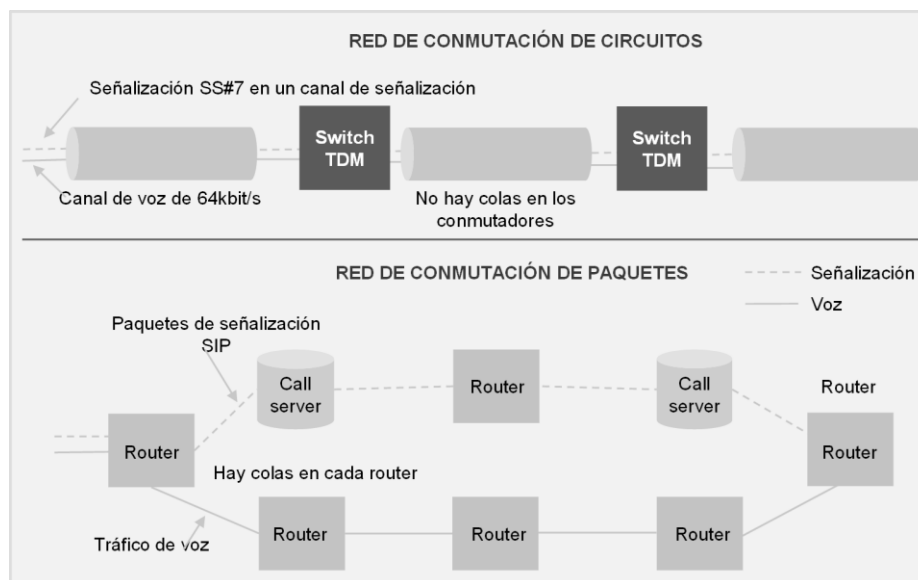 RED DE CONMUTACIÓN DE CIRCUITOS
Señalización SS#7 en un canal de señalización
Switch
TDM
Switch
TDM
Canal de voz de 64kbit/s
No hay colas en los
conmutadores
RED DE CONMUTACIÓN DE PAQUETES
Señalización
Voz
Paquetes de señalización
SIP
Call
server
Router
Call
server
Router
Router
Router
Hay colas en cada router
Tráfico de voz
Router
Router
Router